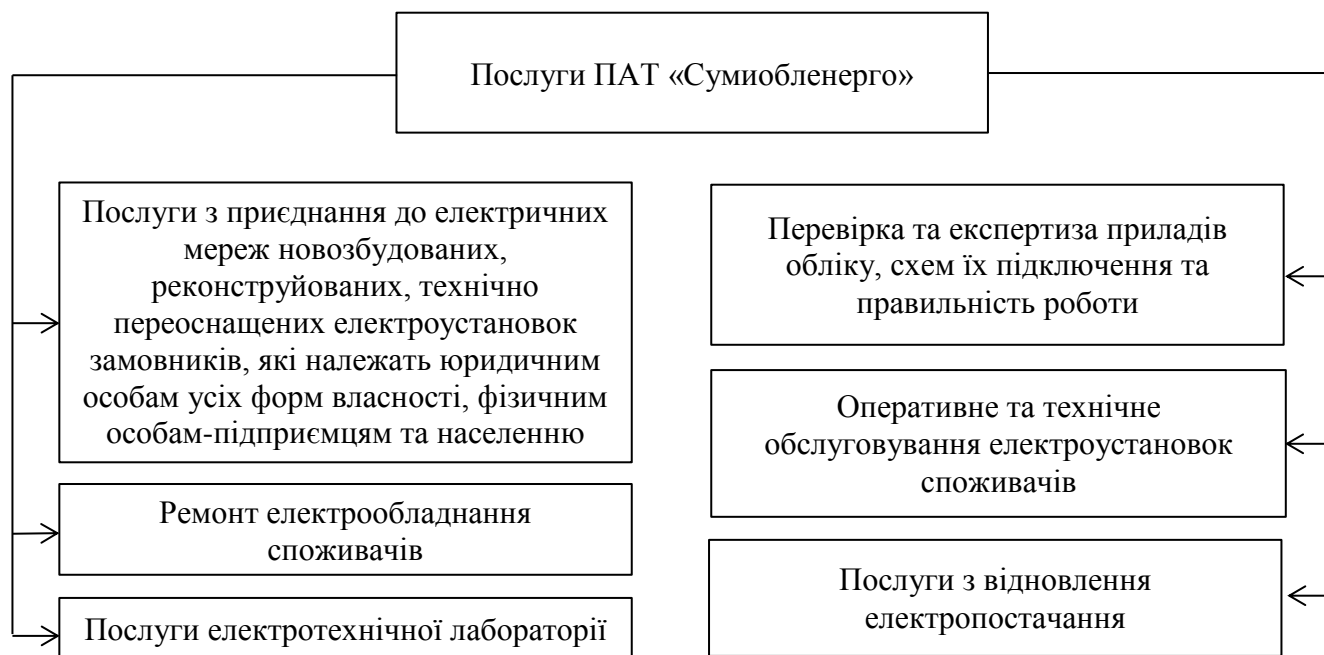 Послуги ПАТ «Сумиобленерго»
Послуги з приєднання до електричних
мереж новозбудованих,
реконструйованих, технічно
переоснащених електроустановок
замовників, які належать юридичним
особам усіх форм власності, фізичним
особам-підприємцям та населенню
Ремонт електрообладнання
споживачів
Послуги електротехнічної лабораторії
Перевірка та експертиза приладів
обліку, схем їх підключення та
правильність роботи
Оперативне та технічне
обслуговування електроустановок
споживачів
Послуги з відновлення
електропостачання